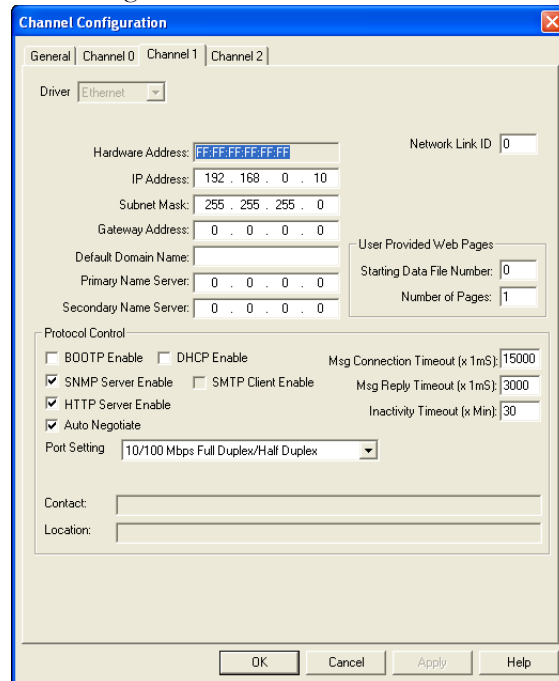 Channel Configuration
General Channel 0 Channel 1 Channel 2
Driver Ethernet
Hardware Address: FF:FF:FF:FF:FF:FF Network Link ID 0
IP Address: 192 . 168 . 0 . 10
Subnet Mask: 255 . 255 . 255 . 0
Gateway Address: 0 . 0 . 0 . 0
Default Domain Name:
Primary Name Server: 0 . 0 . 0 . 0
Secondary Name Server: 0 . 0 . 0 . 0
User Provided Web Pages
Starting Data File Number: 0
Number of Pages: 1
Protocol Control
BOOTP Enable DHCP Enable
SNMP Server Enable SMTP Client Enable
HTTP Server Enable
Auto Negotiate
Msg Connection Timeout (x 1mS): 15000
Msg Reply Timeout (x 1mS): 3000
Inactivity Timeout (x Min): 30
Port Setting 10/100 Mbps Full Duplex/Half Duplex
Contact:
Location:
OK Cancel Apply Help